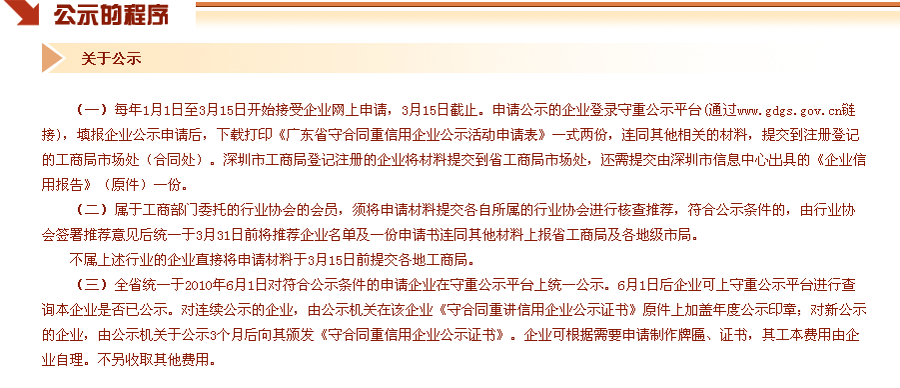 公示的程序
关于公示
（一）每年1月1日至3月15日开始接受企业网上申请，3月15日截止。申请公示的企业登录守重公示平台(通过www.gdgs.gov.cn链
接)，填报企业公示申请后，下载打印《广东省守合同重信用企业公示活动申请表》一式两份，连同其他相关的材料，提交到注册登记
的工商局市场处（合同处）。深圳市工商局登记注册的企业将材料提交到省工商局市场处，还需提交由深圳市信息中心出具的《企业信
用报告》（原件）一份。
（二）属于工商部门委托的行业协会的会员，须将申请材料提交各自所属的行业协会进行核查推荐，符合公示条件的，由行业协
会签署推荐意见后统一于3月31日前将推荐企业名单及一份申请书连同其他材料上报省工商局及各地级市局。
不属上述行业的企业直接将申请材料于3月15日前提交各地工商局。
（三）全省统一于2010年6月1日对符合公示条件的申请企业在守重公示平台上统一公示。6月1日后企业可上守重公示平台进行查
询本企业是否已公示。对连续公示的企业，由公示机关在该企业《守合同重讲信用企业公示证书》原件上加盖年度公示印章；对新公示
的企业，由公示机关于公示3个月后向其颁发《守合同重信用企业公示证书》。企业可根据需要申请制作牌匾、证书，其工本费用由企
业自理。不另收取其他费用。